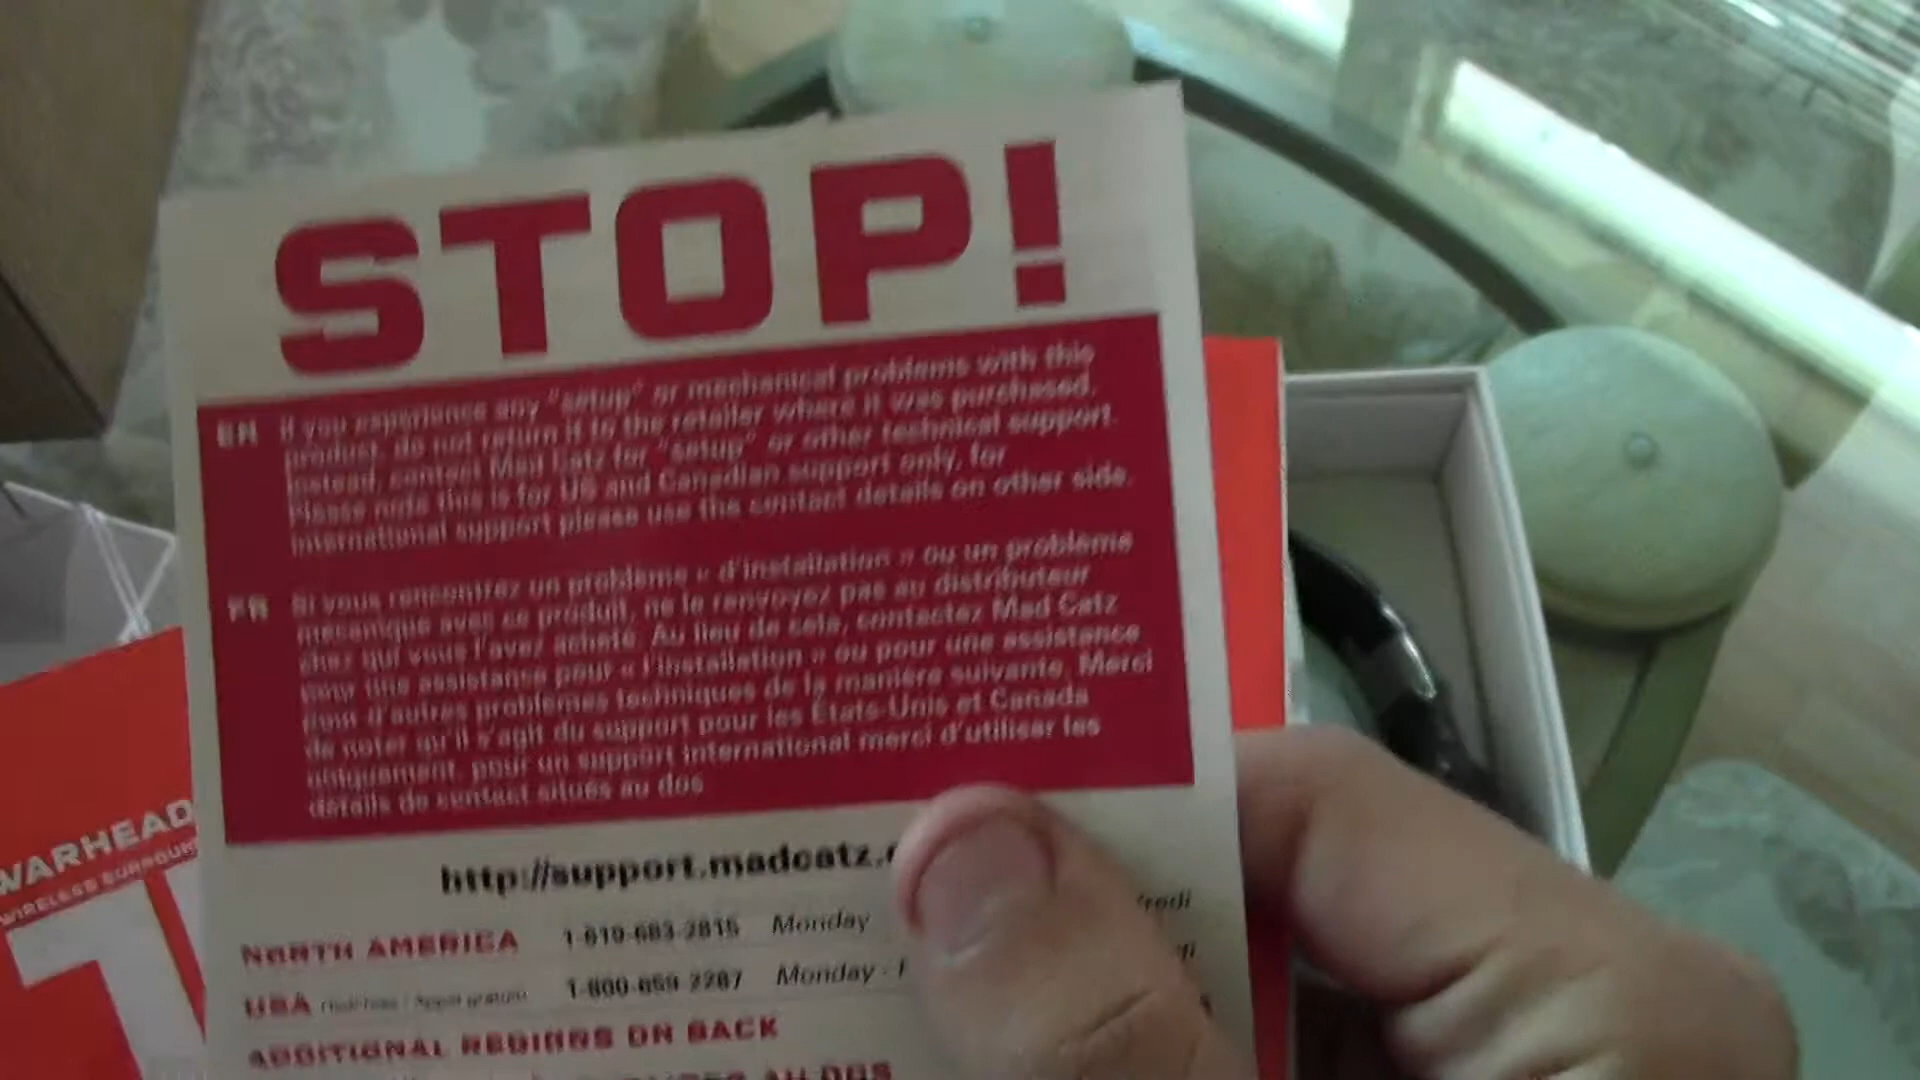 STOP!
EN
If you experience any "setup" or mechanical problems with this
product, do not return it to the retailer where it was purchased.
Instead, contact Mad Catz for "setup" or other technical support.
Please note this is for US and Canadian support only, for
international support please use the contact details on other side.
FR
Si vous rencontrez un problème « d'installation » ou un problème
mécanique avec ce produit, ne le renvoyez pas au distributeur
chez qui vous l'avez acheté. Au lieu de cela, contactez Mad Catz
pour une assistance pour « l'installation » ou pour une assistance
pour d'autres problèmes techniques de la manière suivante. Merci
de noter qu'il s'agit du support pour les États-Unis et Canada
uniquement, pour un support international merci d'utiliser les
détails de contact situés au dos
http://support.madcatz.
NORTH AMERICA 1-619-683-2815 Monday
USA 1-800-659-2287 Monday -
ADDITIONAL REGIONS ON BACK
AU DOS
WARHEAD
WIRELESS SURROUN